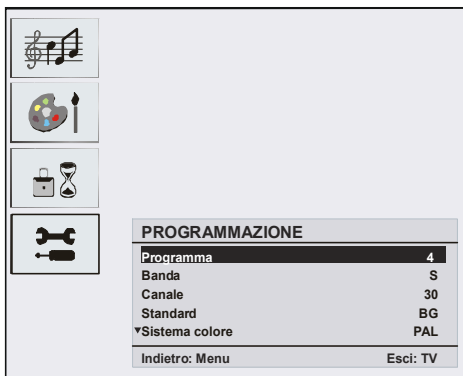 PROGRAMMAZIONE
Programma 4
Banda S
Canale 30
Standard BG
▼Sistema colore PAL
Indietro: Menu Esci: TV